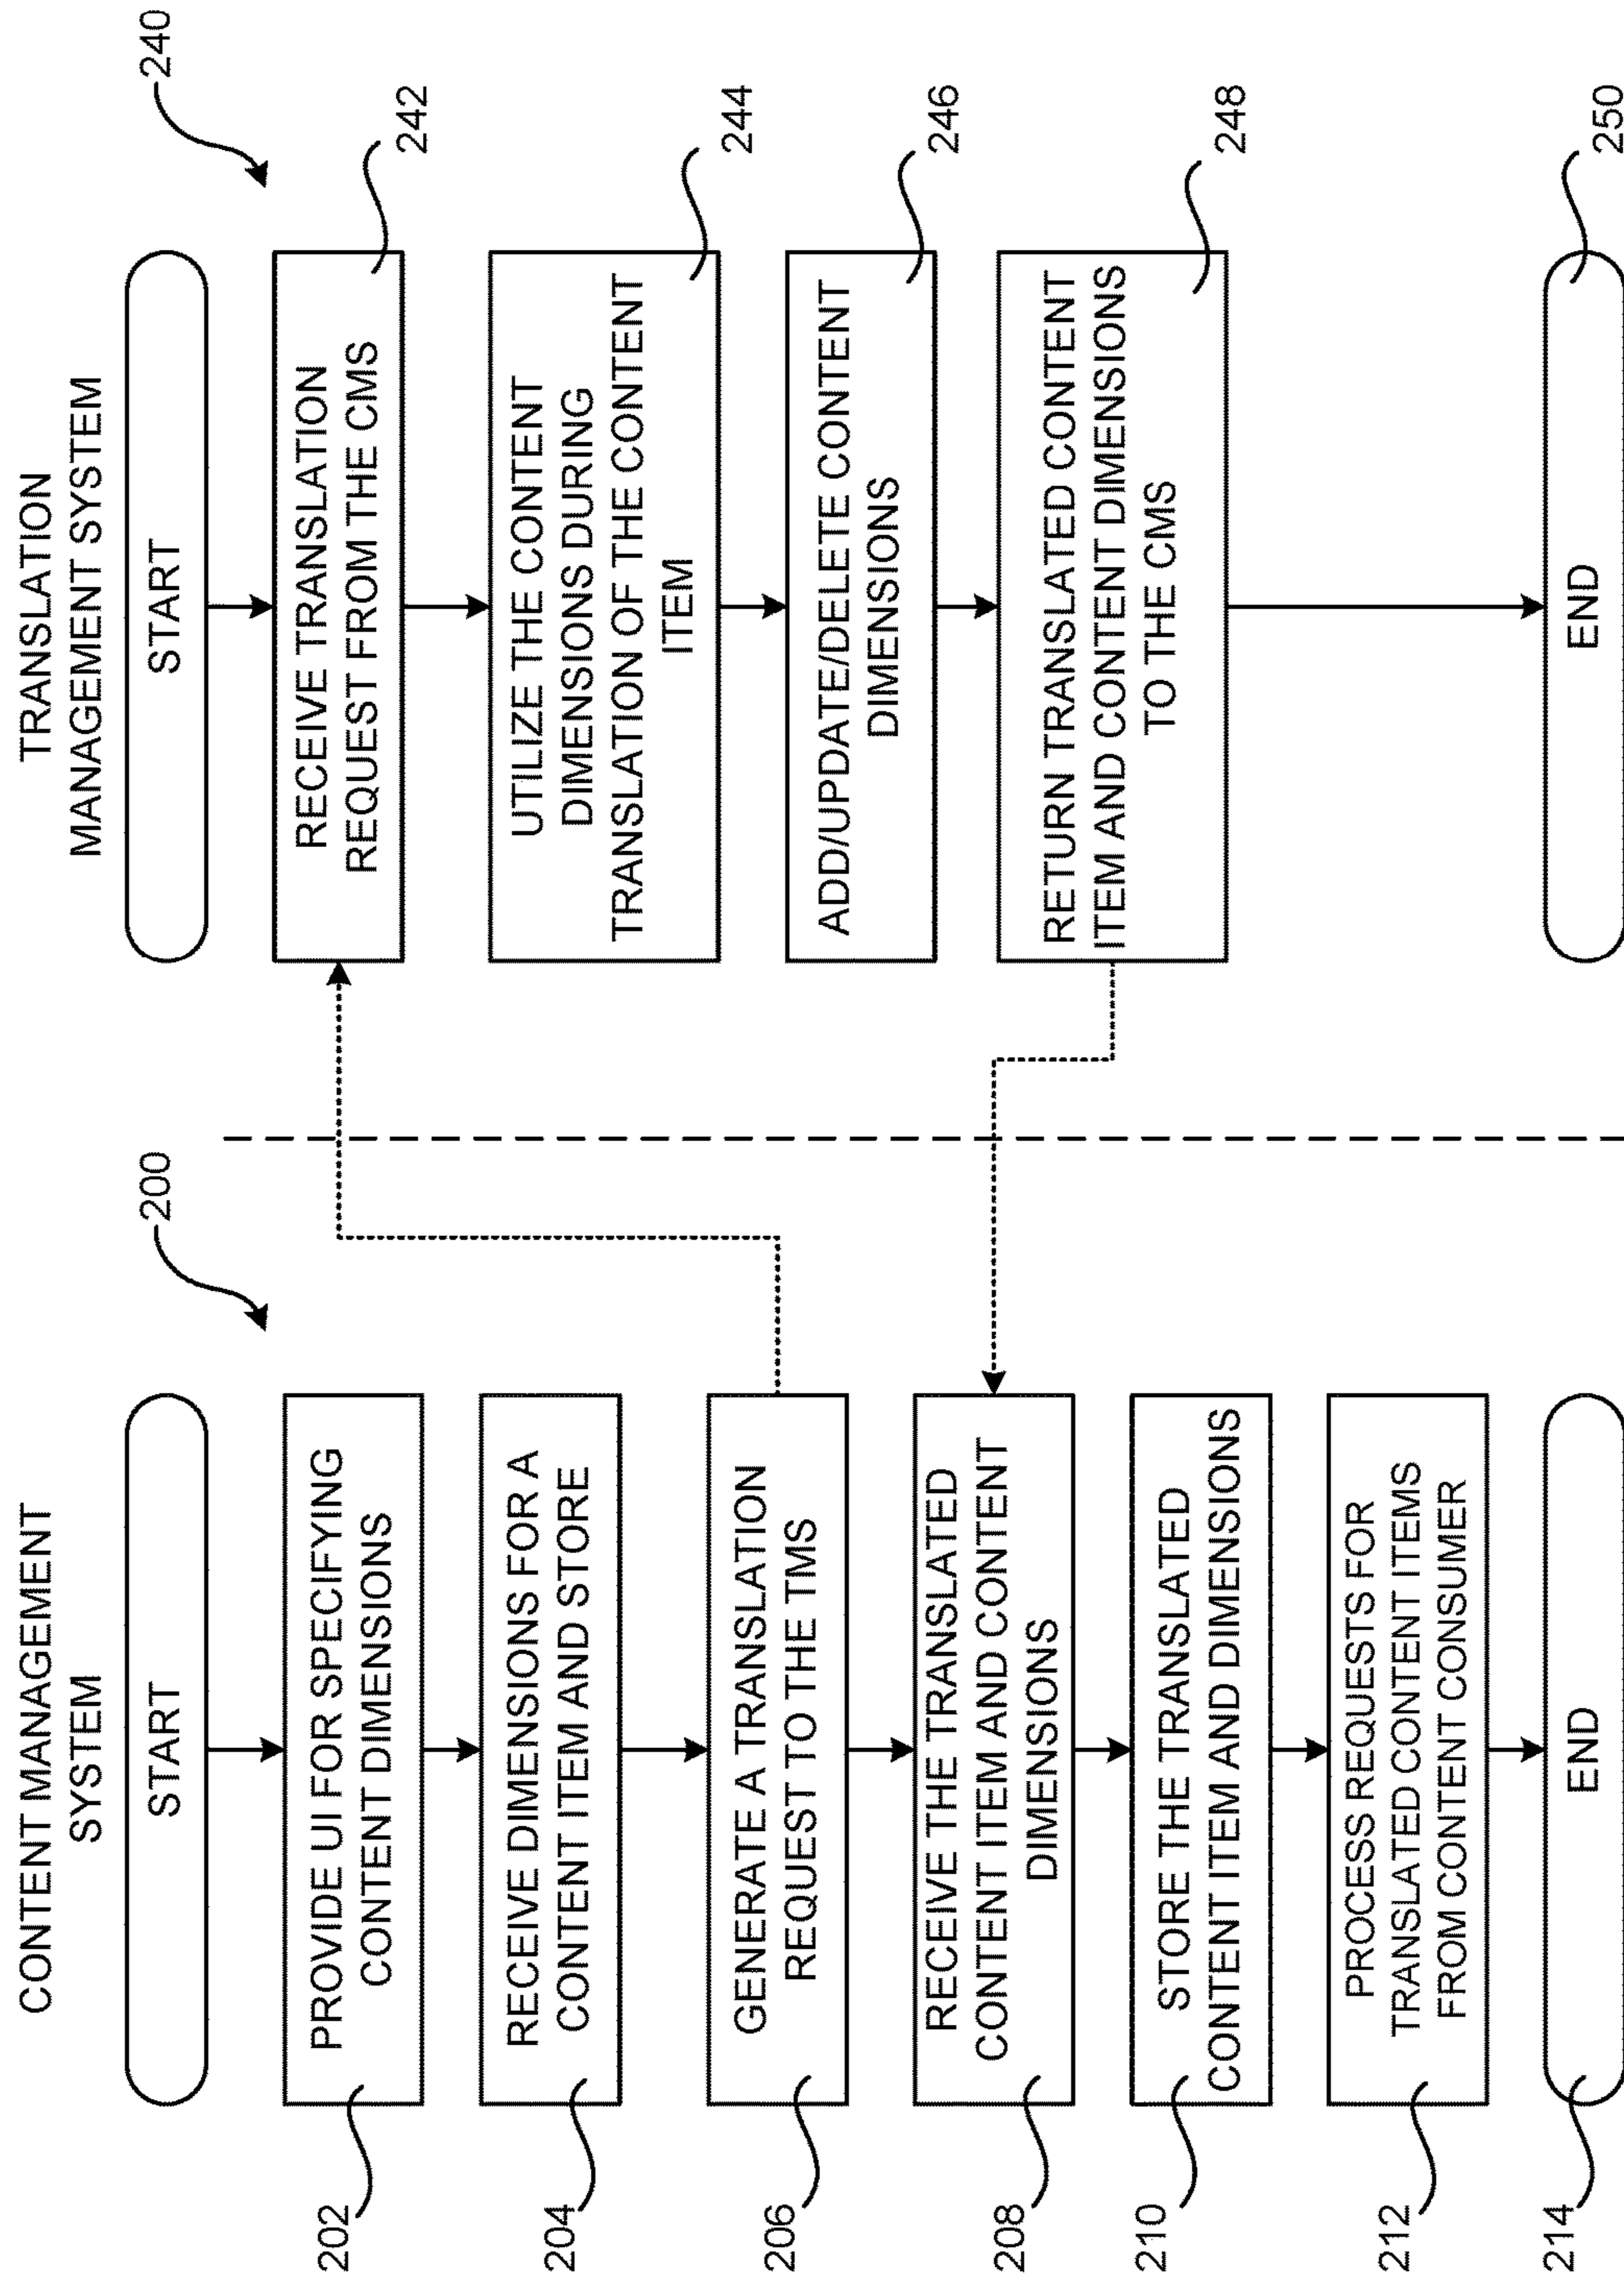 CONTENT MANAGEMENT
SYSTEM
200
START
202
PROVIDE UI FOR SPECIFYING
CONTENT DIMENSIONS
204
RECEIVE DIMENSIONS FOR A
CONTENT ITEM AND STORE
206
GENERATE A TRANSLATION
REQUEST TO THE TMS
208
RECEIVE THE TRANSLATED
CONTENT ITEM AND CONTENT
DIMENSIONS
210
STORE THE TRANSLATED
CONTENT ITEM AND DIMENSIONS
212
PROCESS REQUESTS FOR
TRANSLATED CONTENT ITEMS
FROM CONTENT CONSUMER
214
END
TRANSLATION
MANAGEMENT SYSTEM
240
START
RECEIVE TRANSLATION
REQUEST FROM THE CMS
242
UTILIZE THE CONTENT
DIMENSIONS DURING
TRANSLATION OF THE CONTENT
ITEM
244
ADD/UPDATE/DELETE CONTENT
DIMENSIONS
246
RETURN TRANSLATED CONTENT
ITEM AND CONTENT DIMENSIONS
TO THE CMS
248
END
250